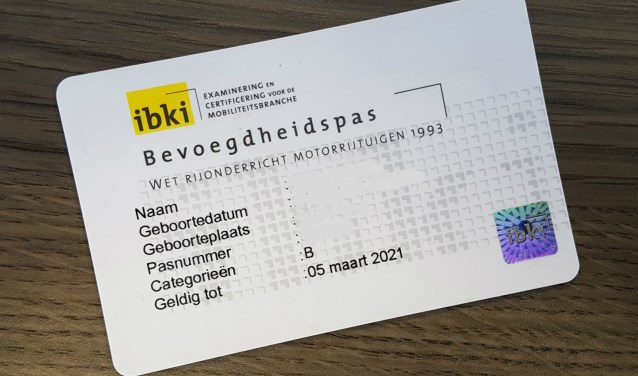 ibki
EXAMINERING EN
CERTIFICERING VOOR DE
MOBILITEITSBRANCHE
Bevoegdheidspas
WET RIJONDERRICHT MOTORRIJTUIGEN 1993
Naam :
Geboortedatum :
Geboorteplaats :
Pasnummer :
Categorieën :B
Geldig tot :05 maart 2021
ibki